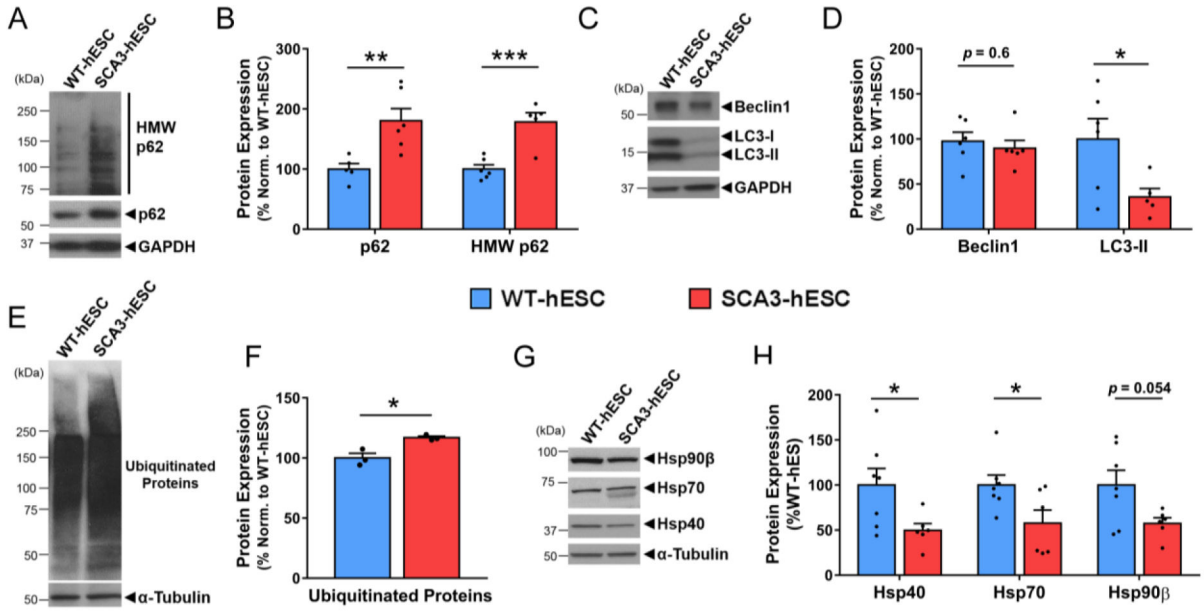 A
WT-hESC
SCA3-hESC
(kDa)
250
150
100
75
50
37
HMW
p62
◄p62
◄GAPDH
B
Protein Expression
(% Norm. to WT-hESC)
300
200
100
0
**
***
p62
HMW p62
C
WT-hESC
SCA3-hESC
(kDa)
50
15
37
◄Beclin1
◄LC3-I
◄LC3-II
◄GAPDH
D
Protein Expression
(% Norm. to WT-hESC)
200
150
100
50
0
p = 0.6
*
Beclin1
LC3-II
WT-hESC
SCA3-hESC
E
WT-hESC
SCA3-hESC
(kDa)
250
150
100
75
50
50
Ubiquitinated
Proteins
◄α-Tubulin
F
Protein Expression
(% Norm. to WT-hESC)
150
100
50
0
*
Ubiquitinated Proteins
G
WT-hESC
SCA3-hESC
(kDa)
100
75
37
50
◄Hsp90β
◄Hsp70
◄Hsp40
◄α-Tubulin
H
Protein Expression
(%WT-hES)
200
150
100
50
0
*
*
p = 0.054
Hsp40
Hsp70
Hsp90β